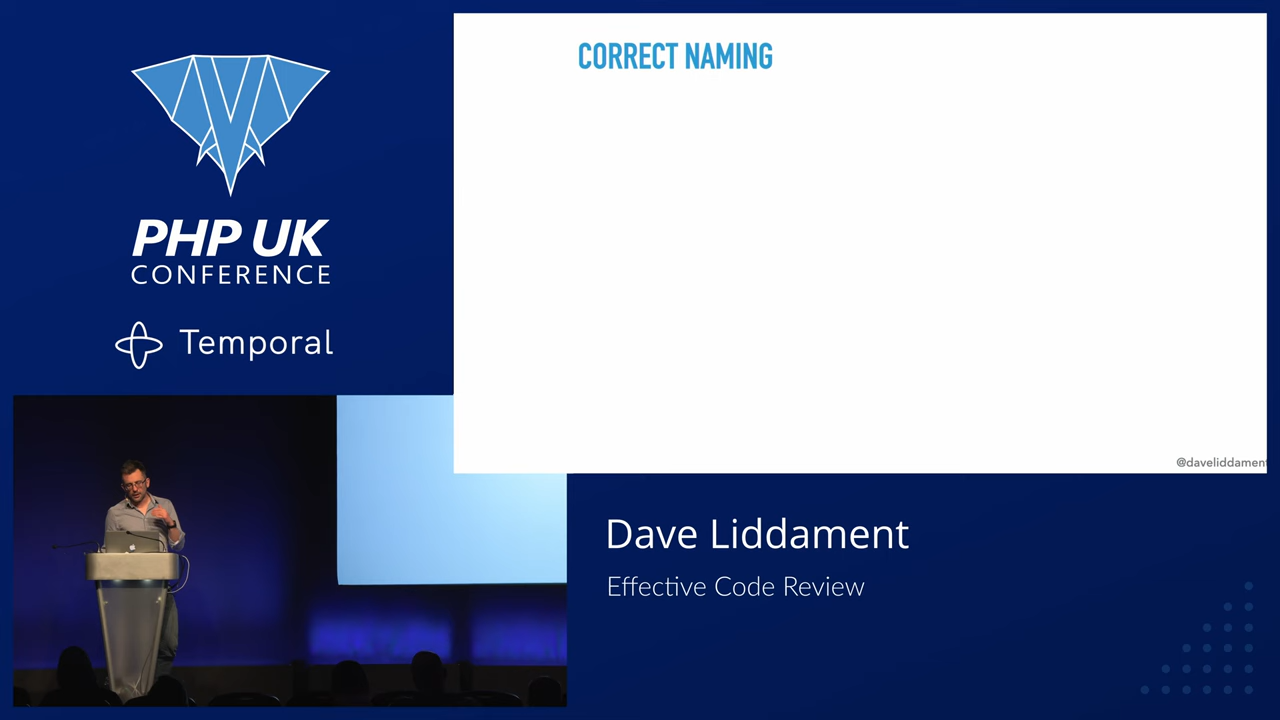 CORRECT NAMING
@daveliddament
PHP UK
CONFERENCE
Temporal
Dave Liddament
Effective Code Review